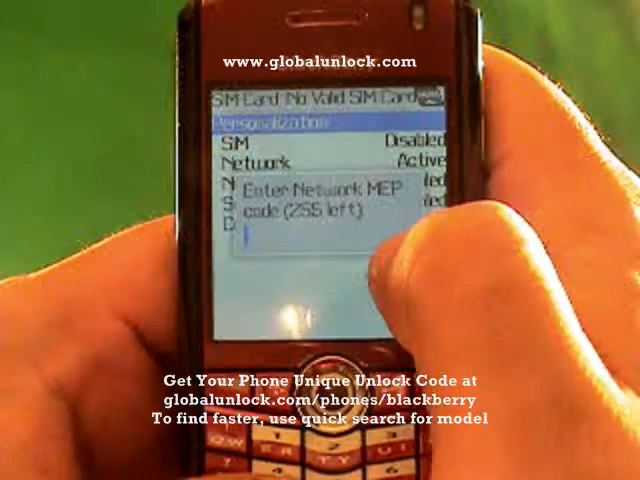 www.globalunlock.com
SIM Card No Valid SIM Card
Personalization
SIM Disabled
Network Active
Enter Network MEP
code (255 left)
Get Your Phone Unique Unlock Code at
globalunlock.com/phones/blackberry
To find faster, use quick search for model